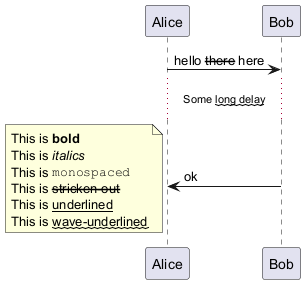 Alice Bob
hello there here
Some long delay
ok
This is bold
This is italics
This is monospaced
This is stricken-out
This is underlined
This is wave-underlined
Alice Bob